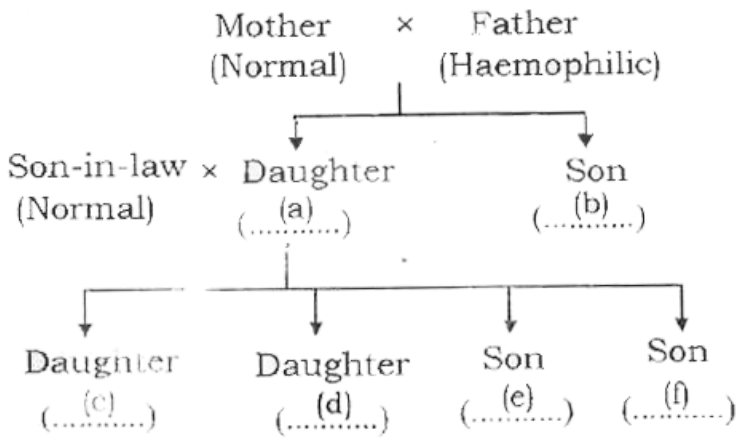 Mother × Father
(Normal) (Haemophilic)
Son-in-law × Daughter Son
(Normal) (a) (b)
(..........) (..........)
Daughter Daughter Son Son
(c) (d) (e) (f)
(..........) (..........) (..........) (..........)